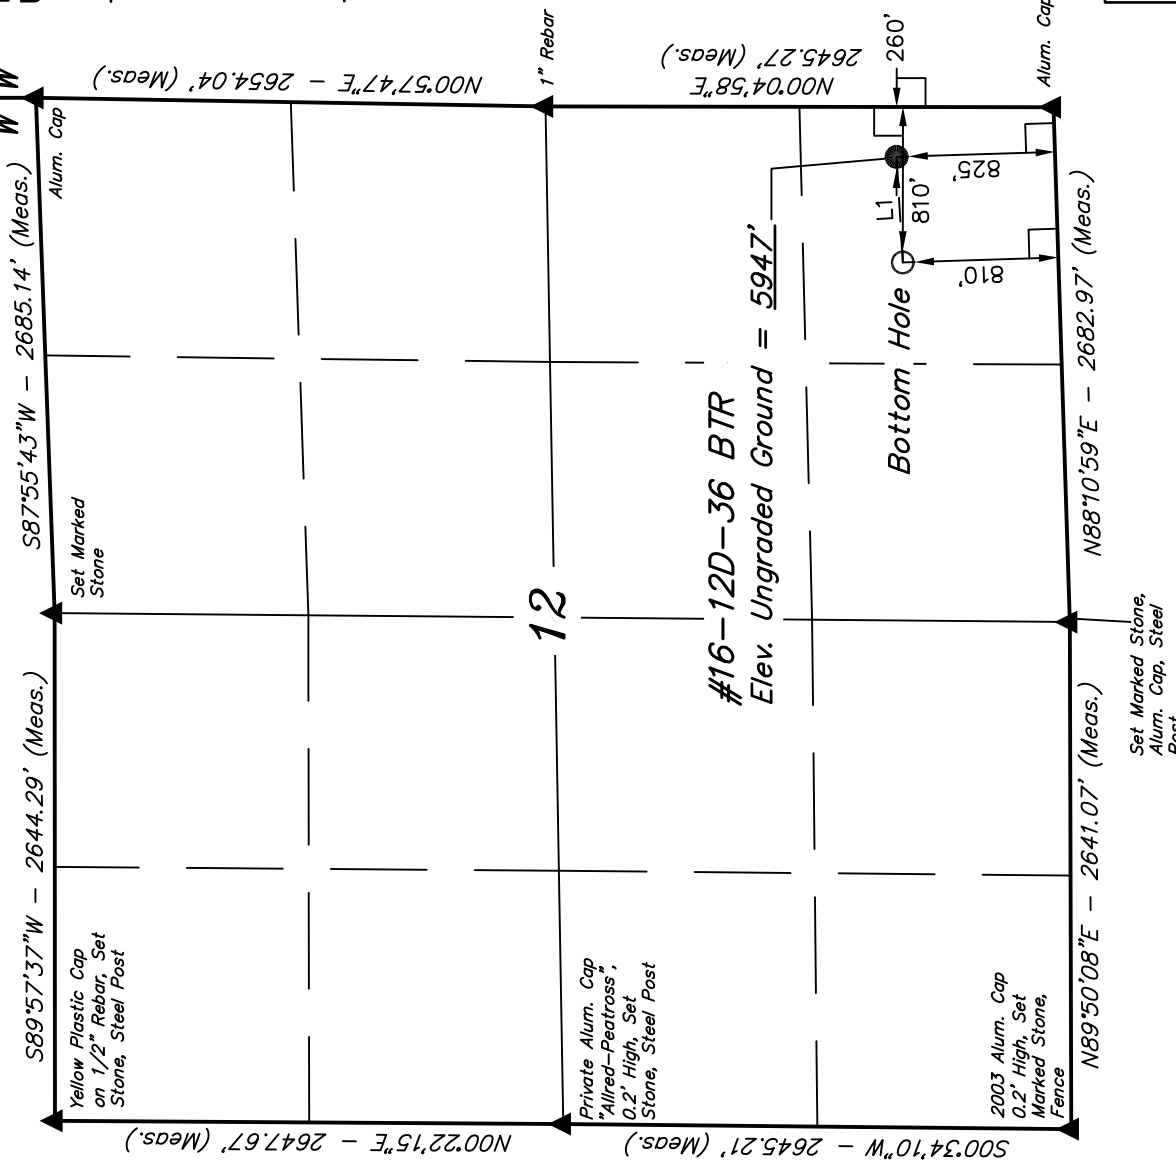 W
W
S89°57'37"W - 2644.29' (Meas.)
S87°55'43"W - 2685.14' (Meas.)
Yellow Plastic Cap
on 1/2" Rebar, Set
Stone, Steel Post
Set Marked
Stone
Alum. Cap
N00°22'15"E - 2647.67' (Meas.)
N00°57'47"E - 2654.04' (Meas.)
12
1" Rebar
Private Alum. Cap
"Allred-Peatross",
0.2' High, Set
Stone, Steel Post
#16-12D-36 BTR
Elev. Ungraded Ground = 5947'
S00°34'10"W - 2645.21' (Meas.)
N00°04'58"E
2645.27' (Meas.)
Bottom Hole
L1
810'
260'
810'
825'
2003 Alum. Cap
0.2' High, Set
Marked Stone,
Fence
Alum. Cap
N89°50'08"E - 2641.07' (Meas.)
N88°10'59"E - 2682.97' (Meas.)
Set Marked Stone,
Alum. Cap, Steel
Post